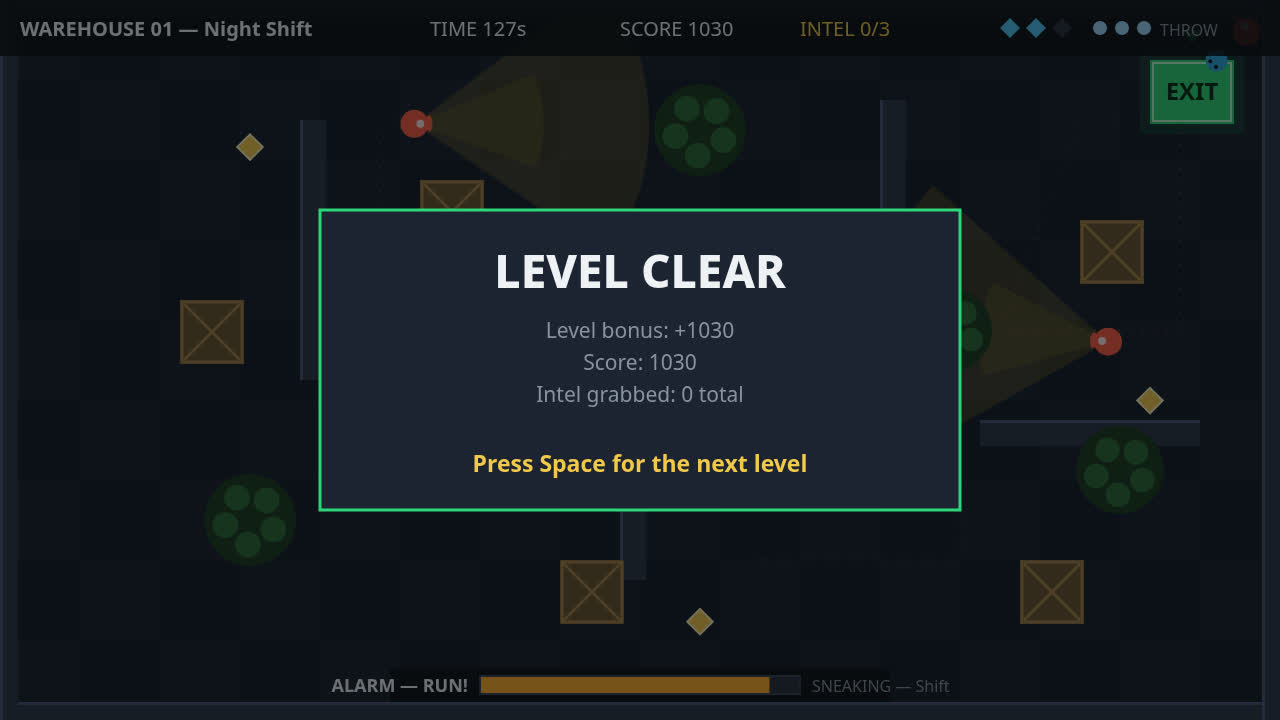 WAREHOUSE 01 — Night Shift
TIME 127s
SCORE 1030
INTEL 0/3
THROW
EXIT
LEVEL CLEAR
Level bonus: +1030
Score: 1030
Intel grabbed: 0 total
Press Space for the next level
ALARM — RUN!
SNEAKING — Shift